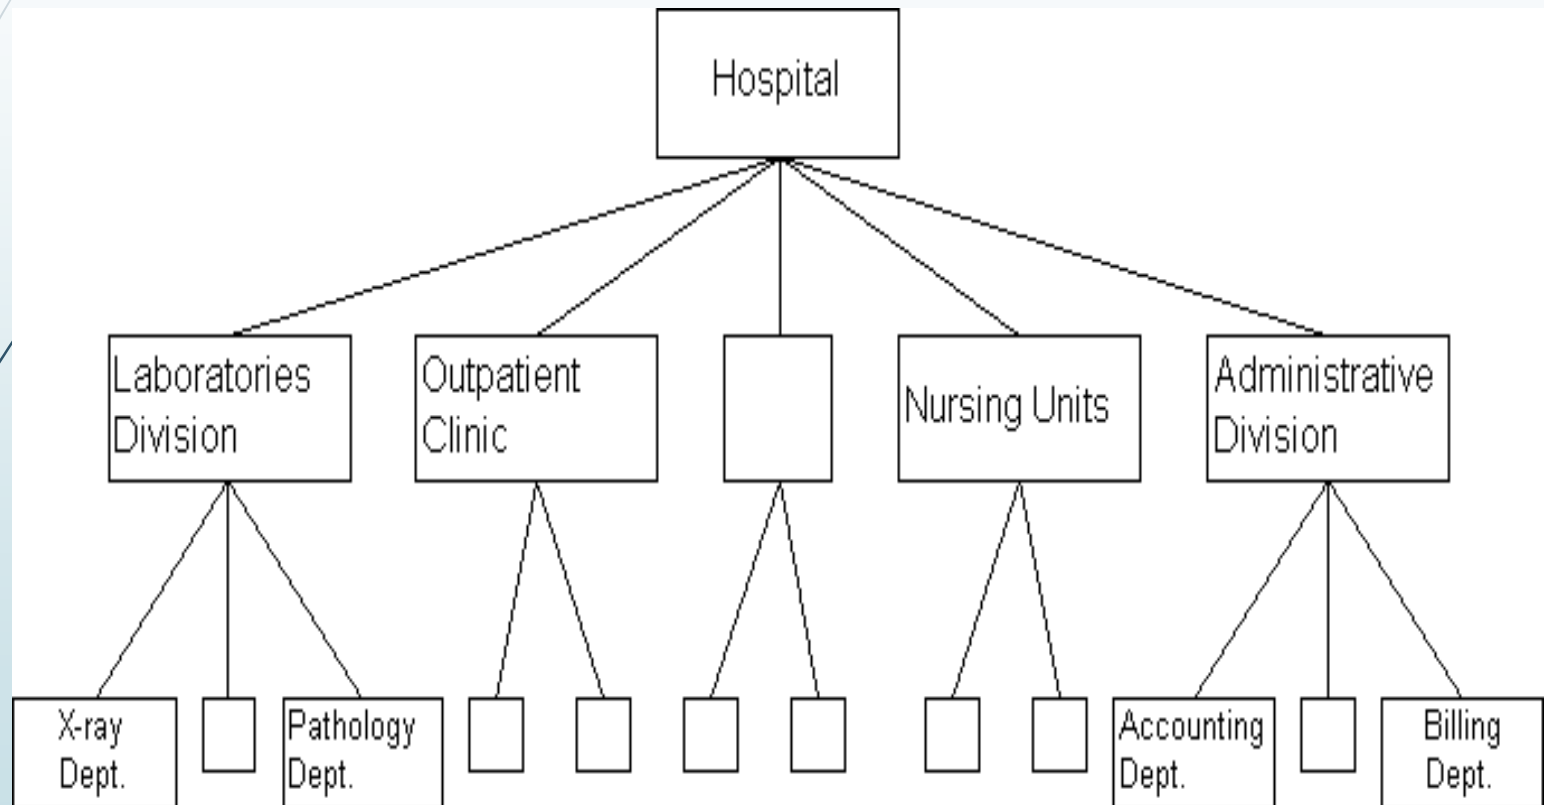 Hospital
Laboratories
Division
Outpatient
Clinic
Nursing Units
Administrative
Division
X-ray
Dept.
Pathology
Dept.
Accounting
Dept.
Billing
Dept.